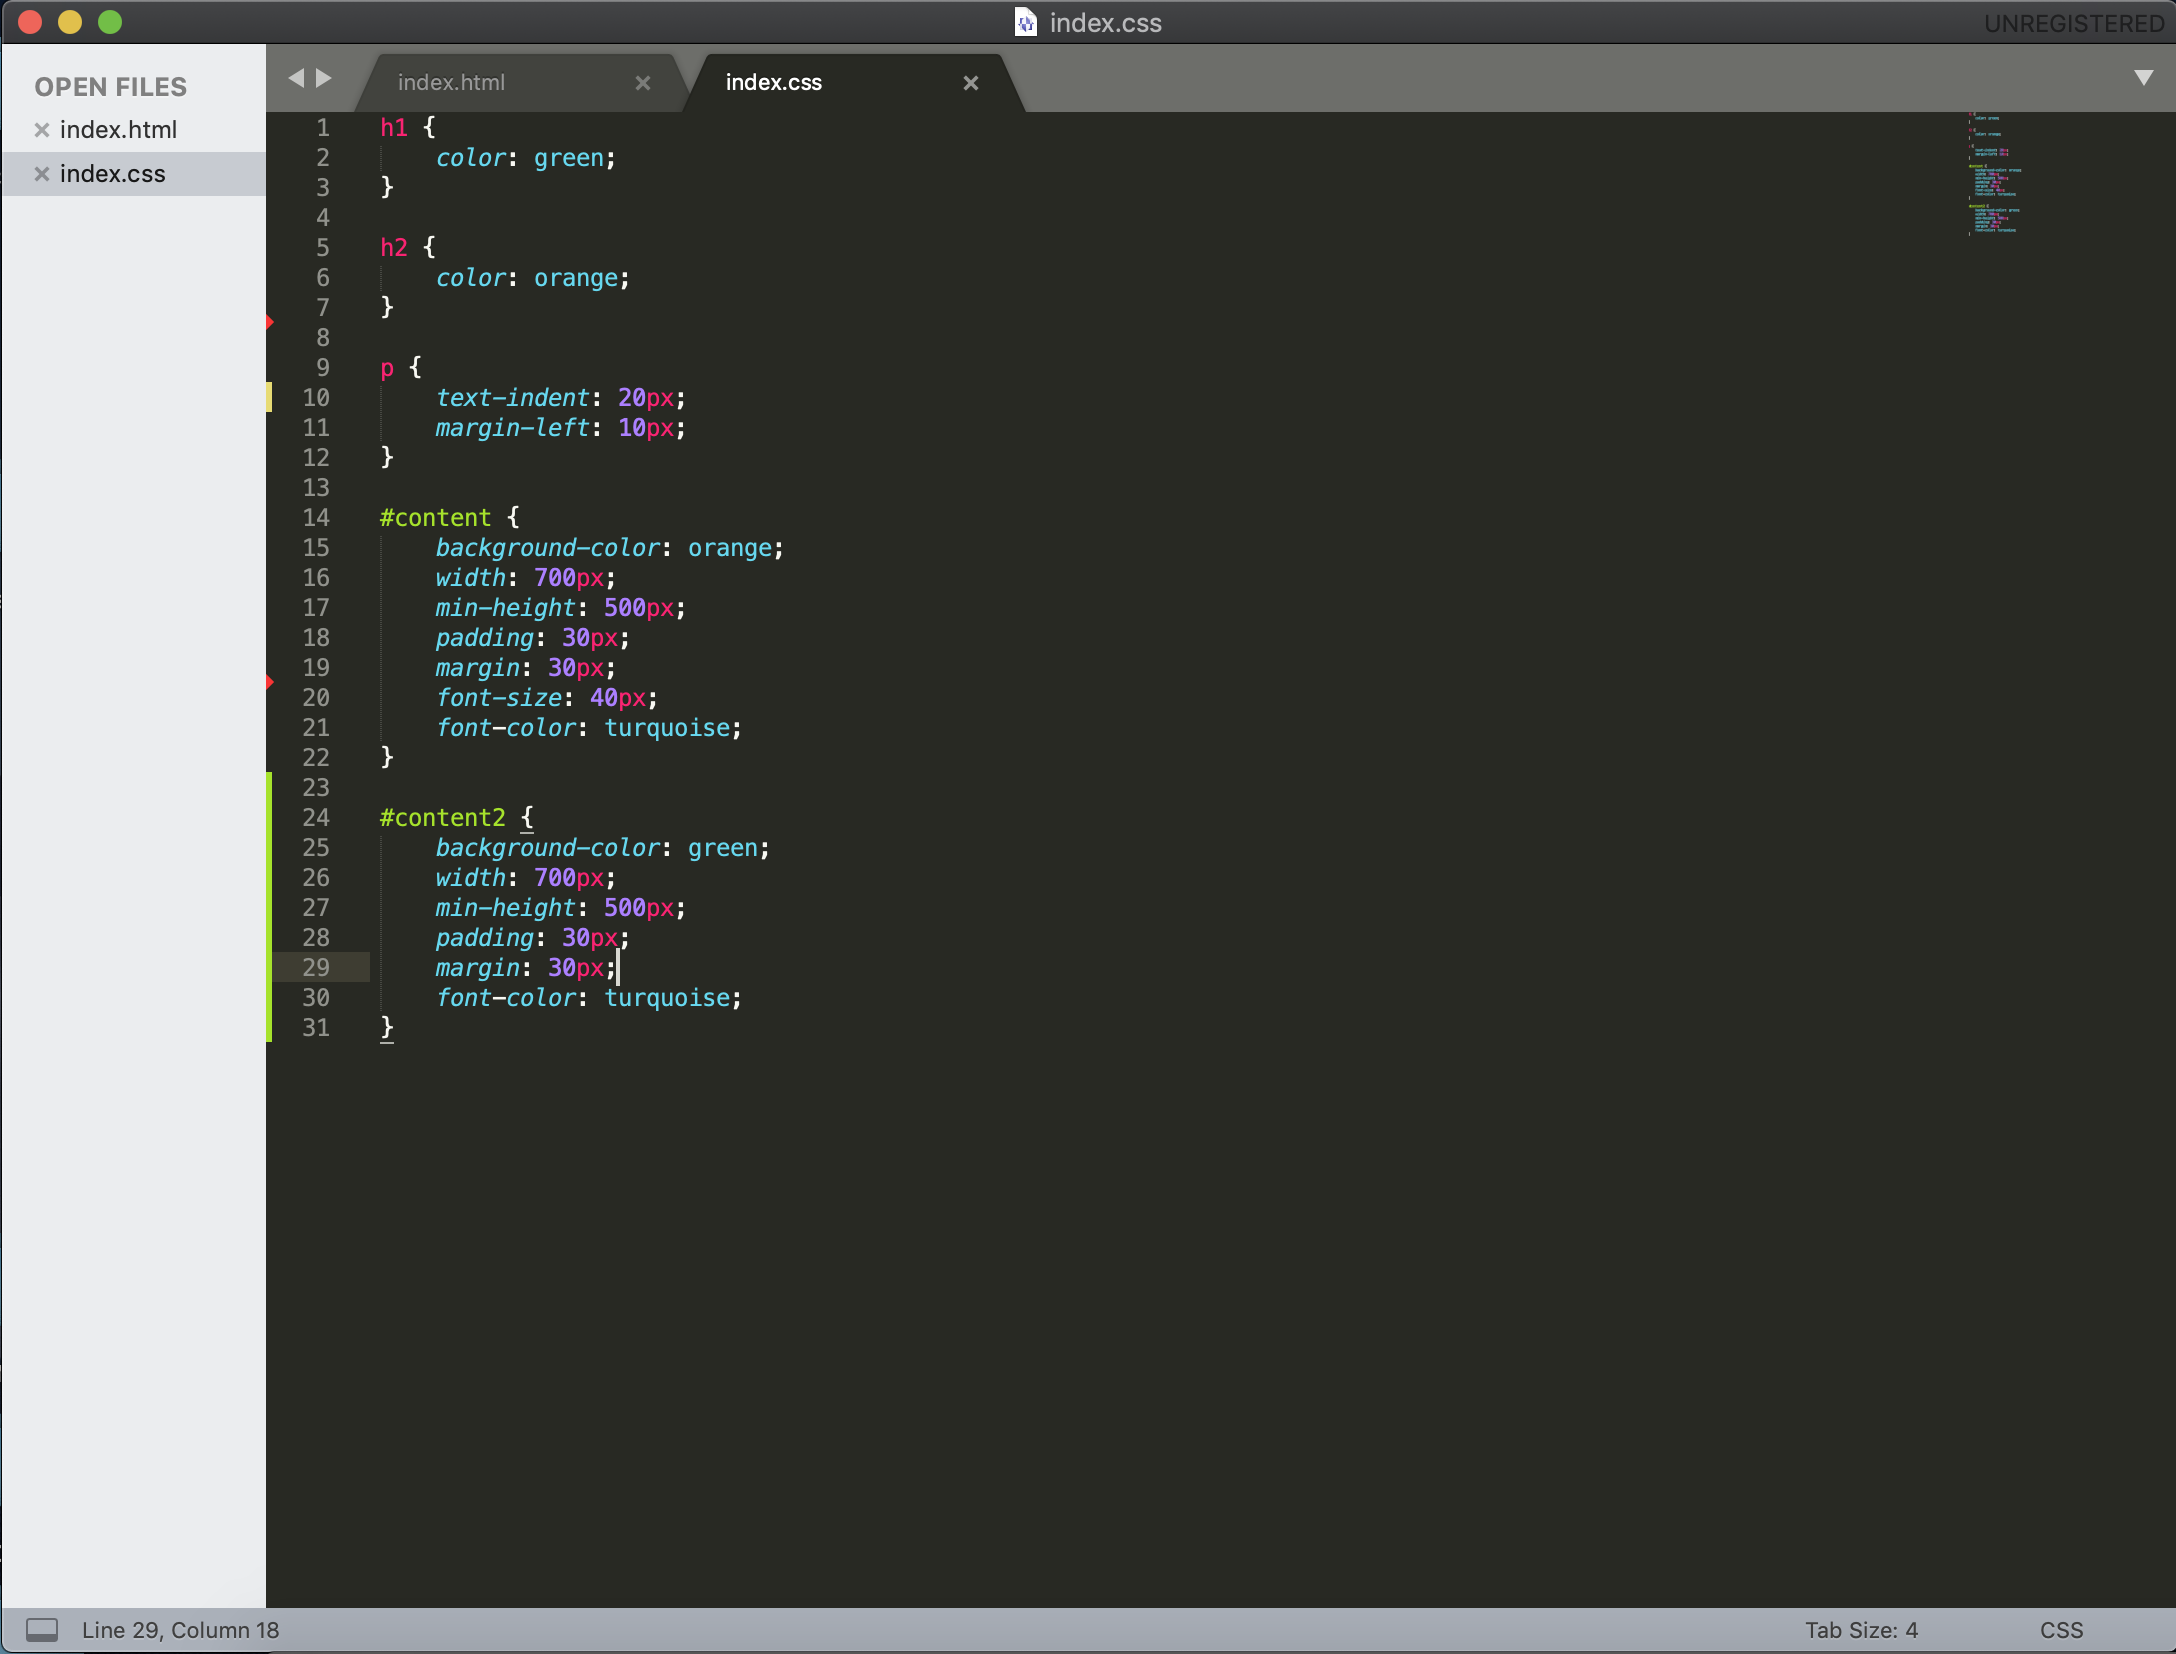 index.css
UNREGISTERED
OPEN FILES
index.html
index.css
index.html
index.css
1 h1 {
2 color: green;
3 }
4
5 h2 {
6 color: orange;
7 }
8
9 p {
10 text-indent: 20px;
11 margin-left: 10px;
12 }
13
14 #content {
15 background-color: orange;
16 width: 700px;
17 min-height: 500px;
18 padding: 30px;
19 margin: 30px;
20 font-size: 40px;
21 font-color: turquoise;
22 }
23
24 #content2 {
25 background-color: green;
26 width: 700px;
27 min-height: 500px;
28 padding: 30px;
29 margin: 30px;
30 font-color: turquoise;
31 }
Line 29, Column 18
Tab Size: 4
CSS